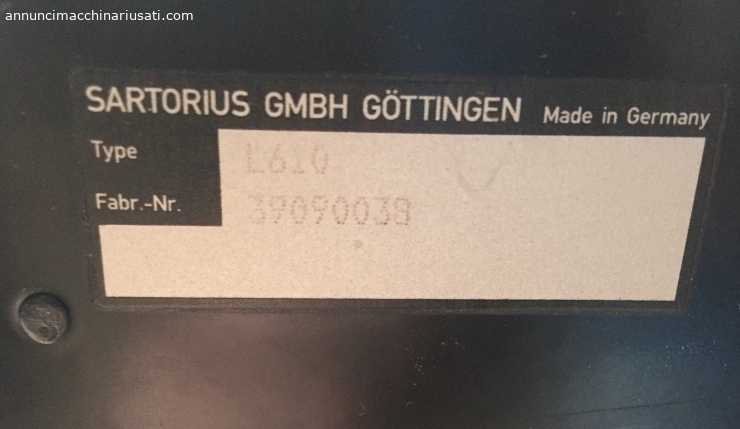 annuncimacchinariusati.com
SARTORIUS GMBH GÖTTINGEN Made in Germany
Type L610
Fabr.-Nr. 39090038